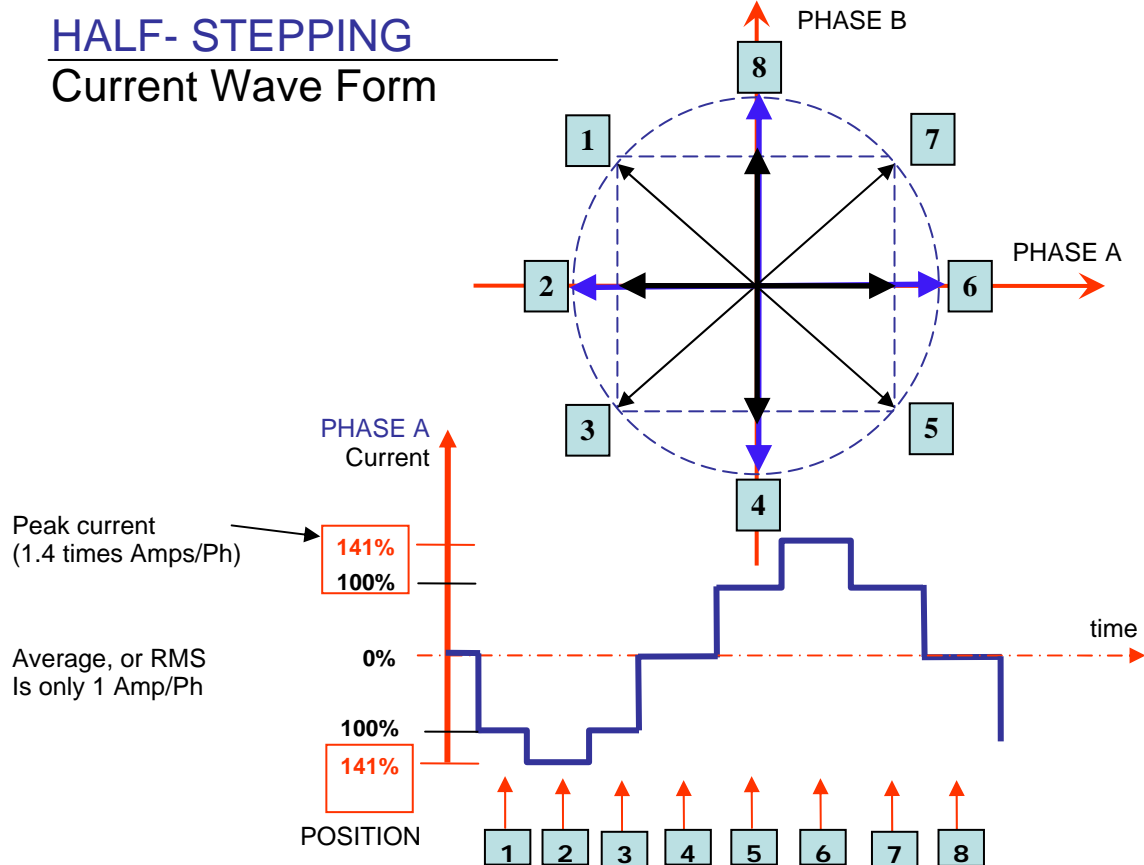 HALF- STEPPING
Current Wave Form
PHASE B
8
1
7
PHASE A
2
6
3
5
4
PHASE A
Current
Peak current
(1.4 times Amps/Ph)
141%
100%
Average, or RMS
Is only 1 Amp/Ph
0%
time
100%
141%
POSITION
1 2 3 4 5 6 7 8